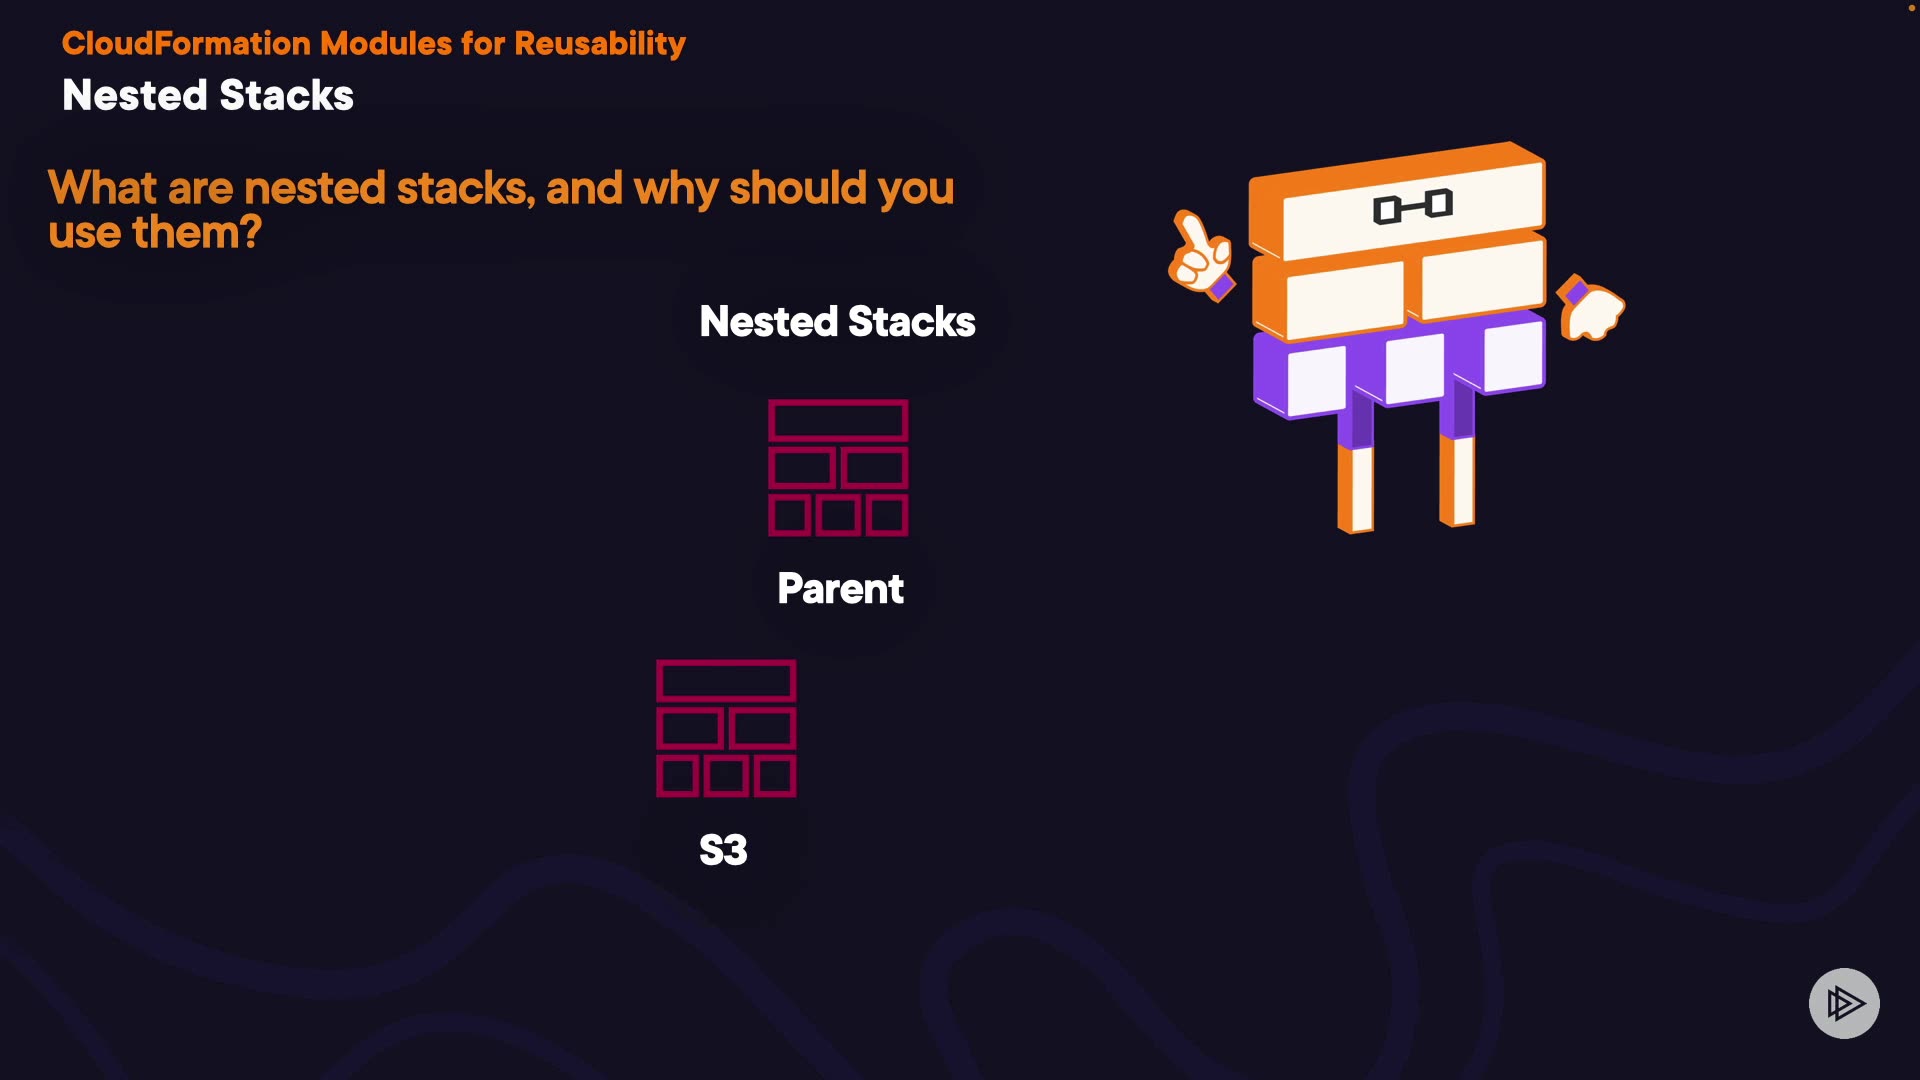 CloudFormation Modules for Reusability
Nested Stacks
What are nested stacks, and why should you
use them?
Nested Stacks
Parent
S3